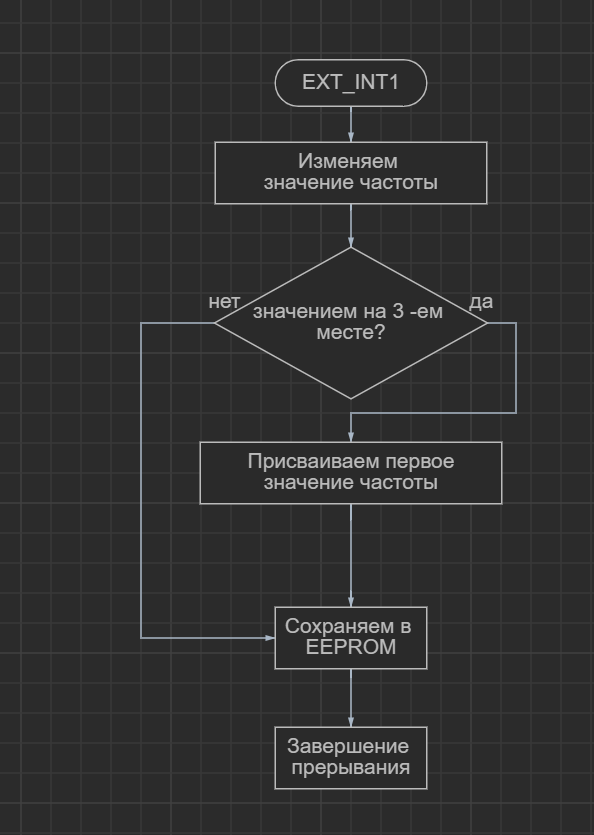 EXT_INT1
Изменяем
значение частоты
нет
да
значением на 3 -ем
месте?
Присваиваем первое
значение частоты
Сохраняем в
EEPROM
Завершение
прерывания